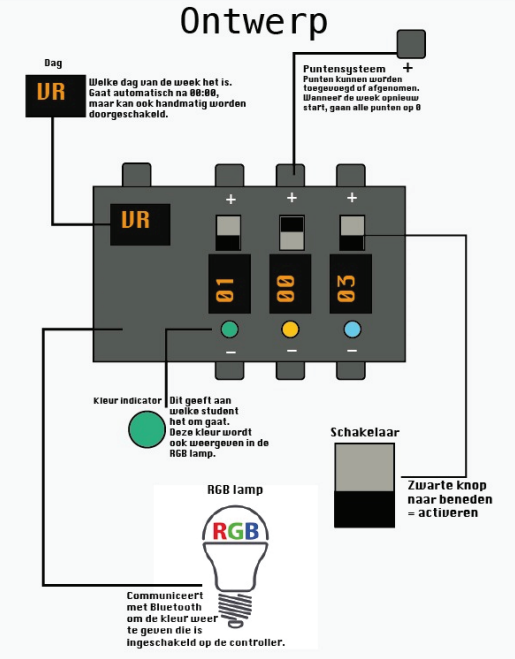 Ontwerp
Dag
VR
Welke dag van de week het is.
Gaat automatisch na 00:00,
maar kan ook handmatig worden
doorgeschakeld.
Puntensysteem
+
Punten kunnen worden
toegevoegd of afgenomen.
Wanneer de week opnieuw
start, gaan alle punten op 0
VR
+
+
+
01
00
03
−
−
−
Kleur indicator
Dit geeft aan
welke student
het om gaat.
Deze kleur wordt
ook weergeven in de
RGB lamp.
Schakelaar
Zwarte knop
naar beneden
= activeren
RGB lamp
RGB
Communiceert
met Bluetooth
om de kleur weer
te geven die is
ingeschakeld op de controller.